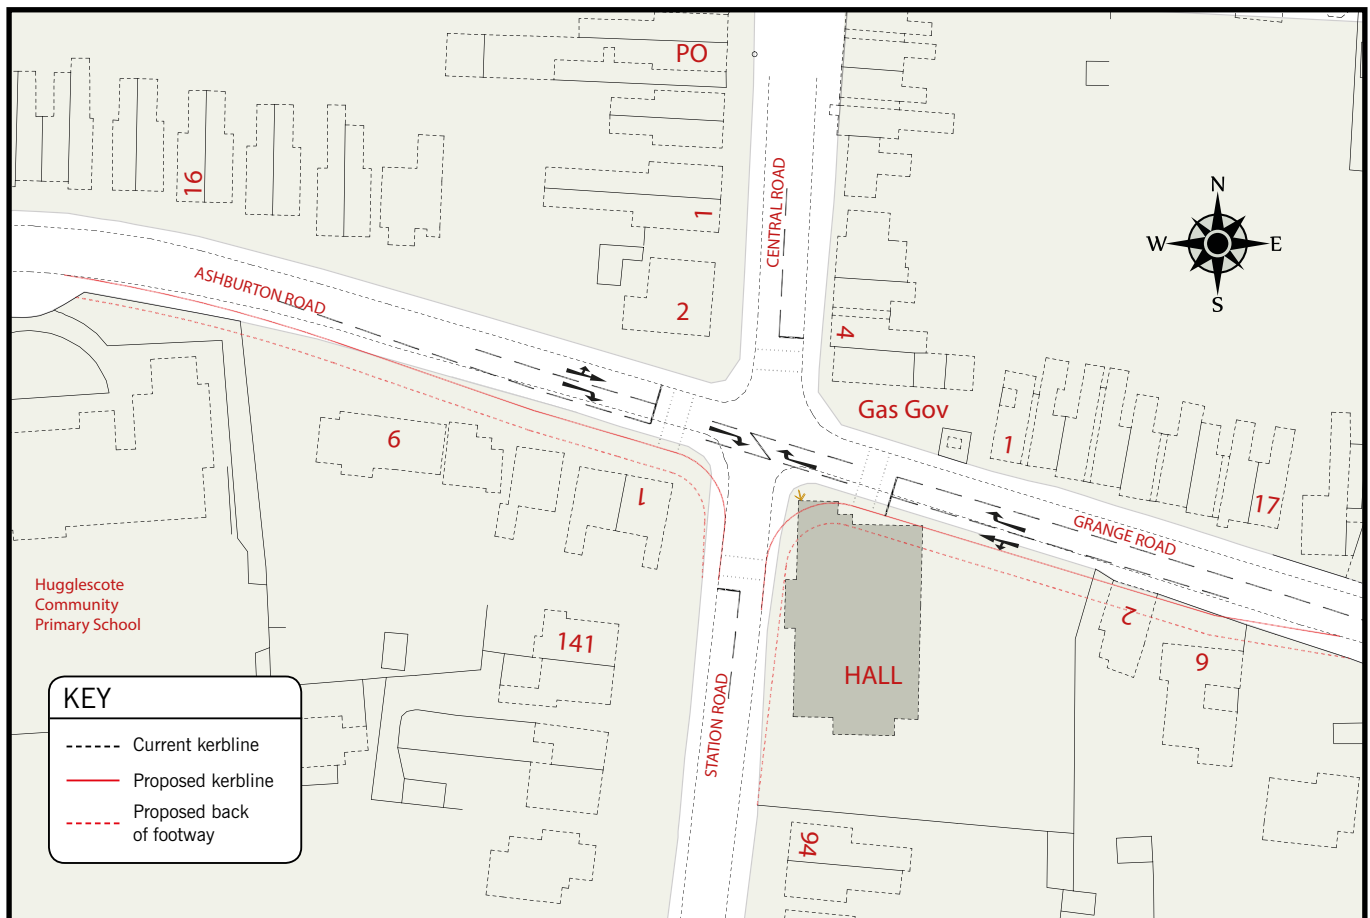 PO
16
1
CENTRAL ROAD
N
W
E
S
ASHBURTON ROAD
2
4
Gas Gov
6
1
1
17
GRANGE ROAD
Hugglescote
Community
Primary School
141
2
9
HALL
STATION ROAD
94
KEY
Current kerbline
Proposed kerbline
Proposed back
of footway